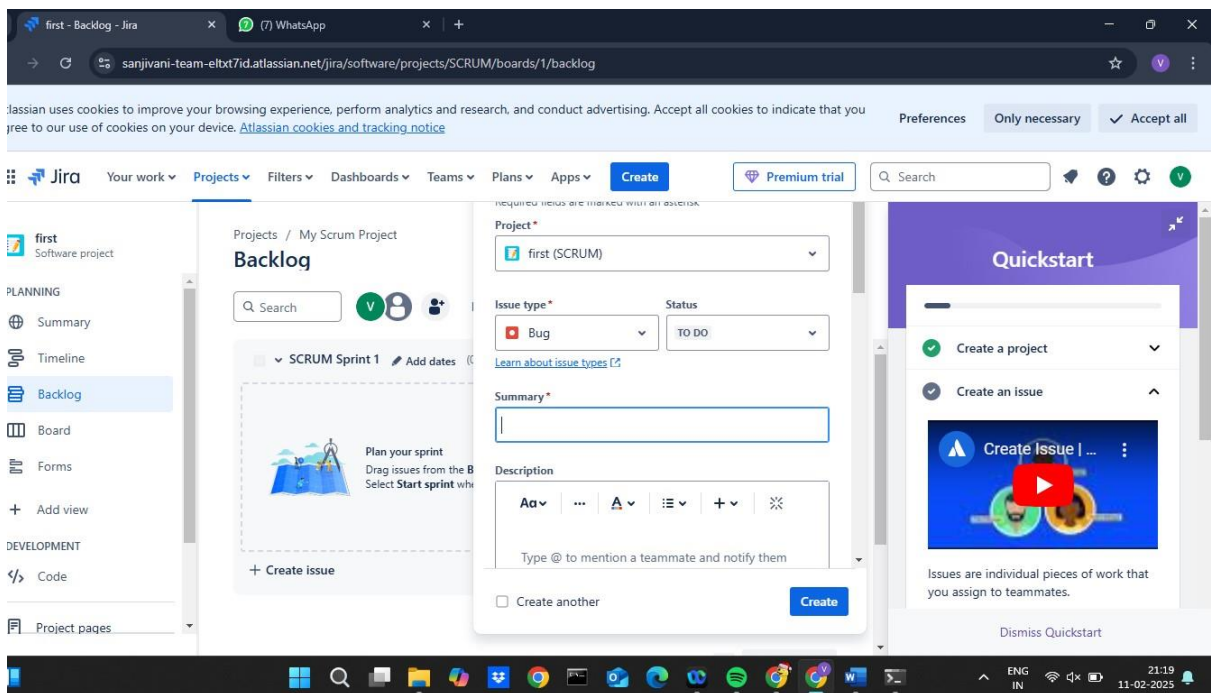 first - Backlog - Jira
(7) WhatsApp
sanjivani-team-eltxt7id.atlassian.net/jira/software/projects/SCRUM/boards/1/backlog
tlassian uses cookies to improve your browsing experience, perform analytics and research, and conduct advertising. Accept all cookies to indicate that you
gree to our use of cookies on your device. Atlassian cookies and tracking notice
Preferences
Only necessary
Accept all
Jira
Your work
Projects
Filters
Dashboards
Teams
Plans
Apps
Create
Premium trial
Search
V
first
Software project
PLANNING
Summary
Timeline
Backlog
Board
Forms
+ Add view
DEVELOPMENT
Code
Project pages
Projects / My Scrum Project
Backlog
Search
V
SCRUM Sprint 1
Add dates
Plan your sprint
Drag issues from the B
Select Start sprint whe
+ Create issue
Required fields are marked with an asterisk
Project*
first (SCRUM)
Issue type*
Status
Bug
TO DO
Learn about issue types
Summary*
Description
Aa
A
Type @ to mention a teammate and notify them
Create another
Create
Quickstart
Create a project
Create an issue
Create Issue | ...
Issues are individual pieces of work that
you assign to teammates.
Dismiss Quickstart
ENG
IN
21:19
11-02-2025